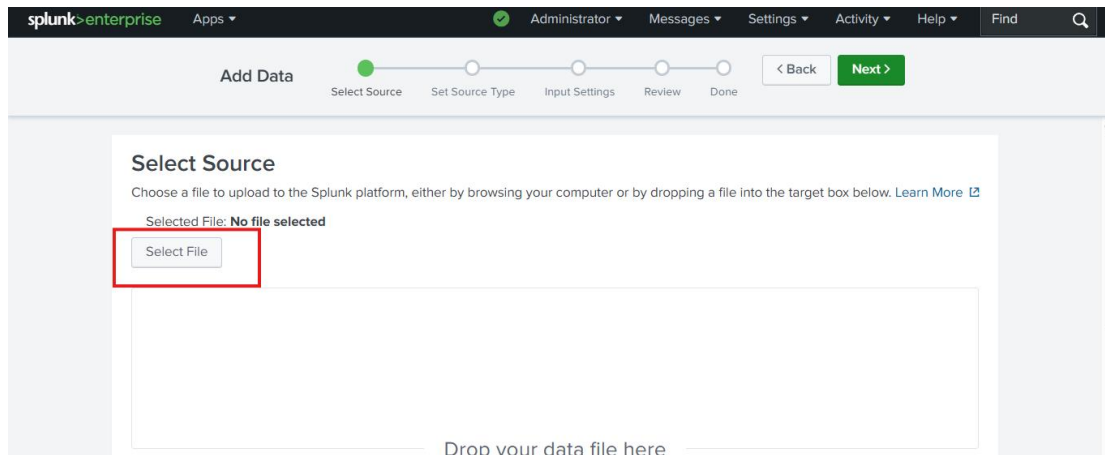 splunk>enterprise Apps Administrator Messages Settings Activity Help Find
Add Data
Select Source Set Source Type Input Settings Review Done
< Back Next >
Select Source
Choose a file to upload to the Splunk platform, either by browsing your computer or by dropping a file into the target box below. Learn More
Selected File: No file selected
Select File
Drop your data file here